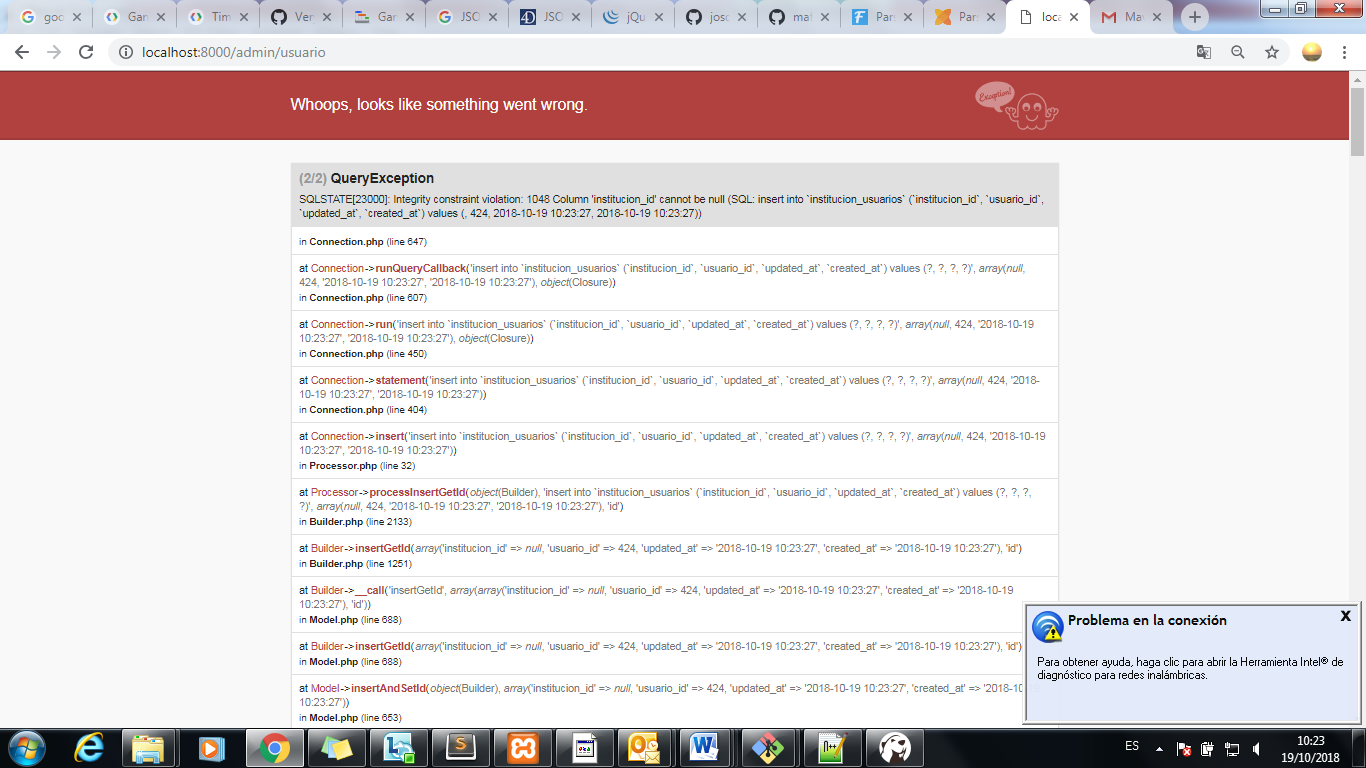 goo
Gan
Tim
Ver
Gar
JSO
JSO
jQu
josc
mal
Par
Par
loca
Ma
localhost:8000/admin/usuario
Whoops, looks like something went wrong.
Exception!
(2/2) QueryException
SQLSTATE[23000]: Integrity constraint violation: 1048 Column 'institucion_id' cannot be null (SQL: insert into `institucion_usuarios` (`institucion_id`, `usuario_id`,
`updated_at`, `created_at`) values (, 424, 2018-10-19 10:23:27, 2018-10-19 10:23:27))
in Connection.php (line 647)
at Connection->runQueryCallback('insert into `institucion_usuarios` (`institucion_id`, `usuario_id`, `updated_at`, `created_at`) values (?, ?, ?, ?)', array(null,
424, '2018-10-19 10:23:27', '2018-10-19 10:23:27'), object(Closure))
in Connection.php (line 607)
at Connection->run('insert into `institucion_usuarios` (`institucion_id`, `usuario_id`, `updated_at`, `created_at`) values (?, ?, ?, ?)', array(null, 424, '2018-10-19
10:23:27', '2018-10-19 10:23:27'), object(Closure))
in Connection.php (line 450)
at Connection->statement('insert into `institucion_usuarios` (`institucion_id`, `usuario_id`, `updated_at`, `created_at`) values (?, ?, ?, ?)', array(null, 424, '2018-
10-19 10:23:27', '2018-10-19 10:23:27'))
in Connection.php (line 404)
at Connection->insert('insert into `institucion_usuarios` (`institucion_id`, `usuario_id`, `updated_at`, `created_at`) values (?, ?, ?, ?)', array(null, 424, '2018-10-19
10:23:27', '2018-10-19 10:23:27'))
in Processor.php (line 32)
at Processor->processInsertGetId(object(Builder), 'insert into `institucion_usuarios` (`institucion_id`, `usuario_id`, `updated_at`, `created_at`) values (?, ?, ?,
?)', array(null, 424, '2018-10-19 10:23:27', '2018-10-19 10:23:27'), 'id')
in Builder.php (line 2133)
at Builder->insertGetId(array('institucion_id' => null, 'usuario_id' => 424, 'updated_at' => '2018-10-19 10:23:27', 'created_at' => '2018-10-19 10:23:27'), 'id')
in Builder.php (line 1251)
at Builder->__call('insertGetId', array(array('institucion_id' => null, 'usuario_id' => 424, 'updated_at' => '2018-10-19 10:23:27', 'created_at' => '2018-10-19
10:23:27'), 'id'))
in Model.php (line 688)
at Builder->insertGetId(array('institucion_id' => null, 'usuario_id' => 424, 'updated_at' => '2018-10-19 10:23:27', 'created_at' => '2018-10-19 10:23:27'), 'id')
in Model.php (line 688)
at Model->insertAndSetId(object(Builder), array('institucion_id' => null, 'usuario_id' => 424, 'updated_at' => '2018-10-19 10:23:27', 'created_at' => '2018-10
10:23:27'))
in Model.php (line 653)
Problema en la conexión
X
Para obtener ayuda, haga clic para abrir la Herramienta Intel® de
diagnóstico para redes inalámbricas.
ES
10:23
19/10/2018